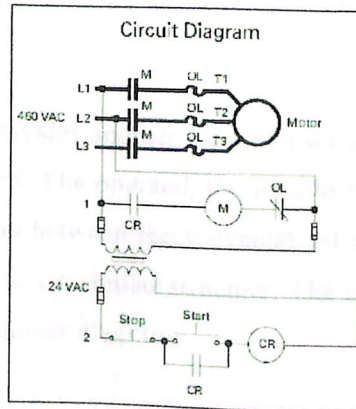 Circuit Diagram
L1 M OL T1
M OL T2
460 VAC L2 Motor
M OL T3
L3
OL
1 M
CR
24 VAC
Stop Start
2 CR
CR